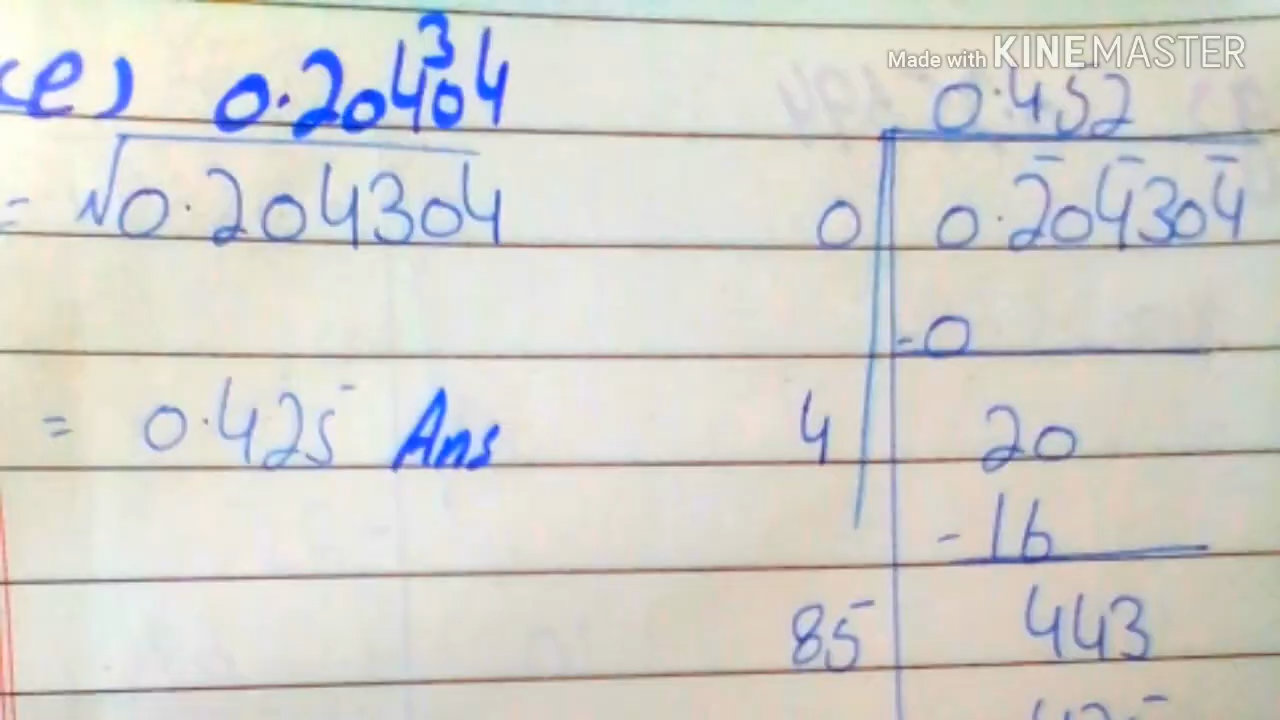 Made with KINEMASTER
(e) 0.204³04
= √0.204304
= 0.425 Ans
0.452
0 0.204304
-0
4 20
-16
85 443